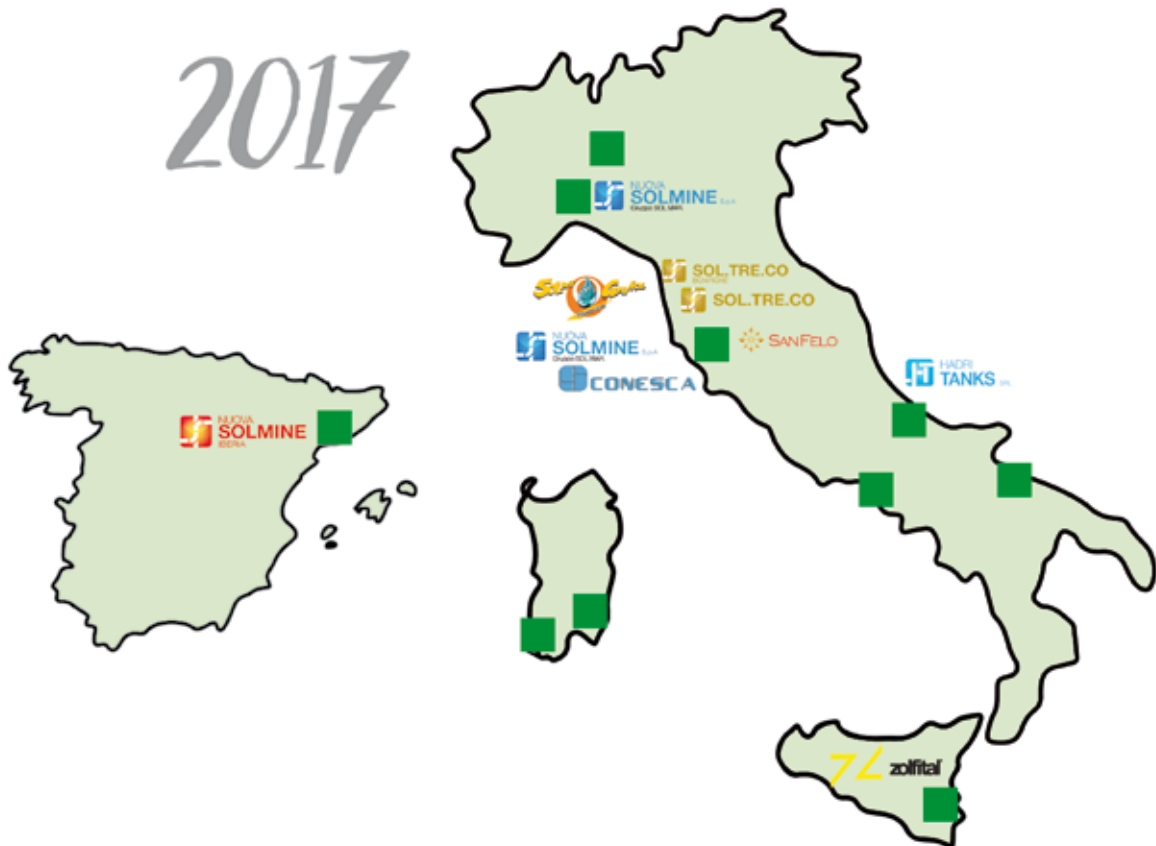 2017
NUOVA
SOLMINE S.p.A.
Gruppo SOL.MAR.
SOL.TRE.CO
SOL.TRE.CO
NUOVA
SOLMINE S.p.A.
Gruppo SOL.MAR.
SANFELO
CONESCA
HADRI
TANKS SRL
NUOVA
SOLMINE
IBERIA
zolfital